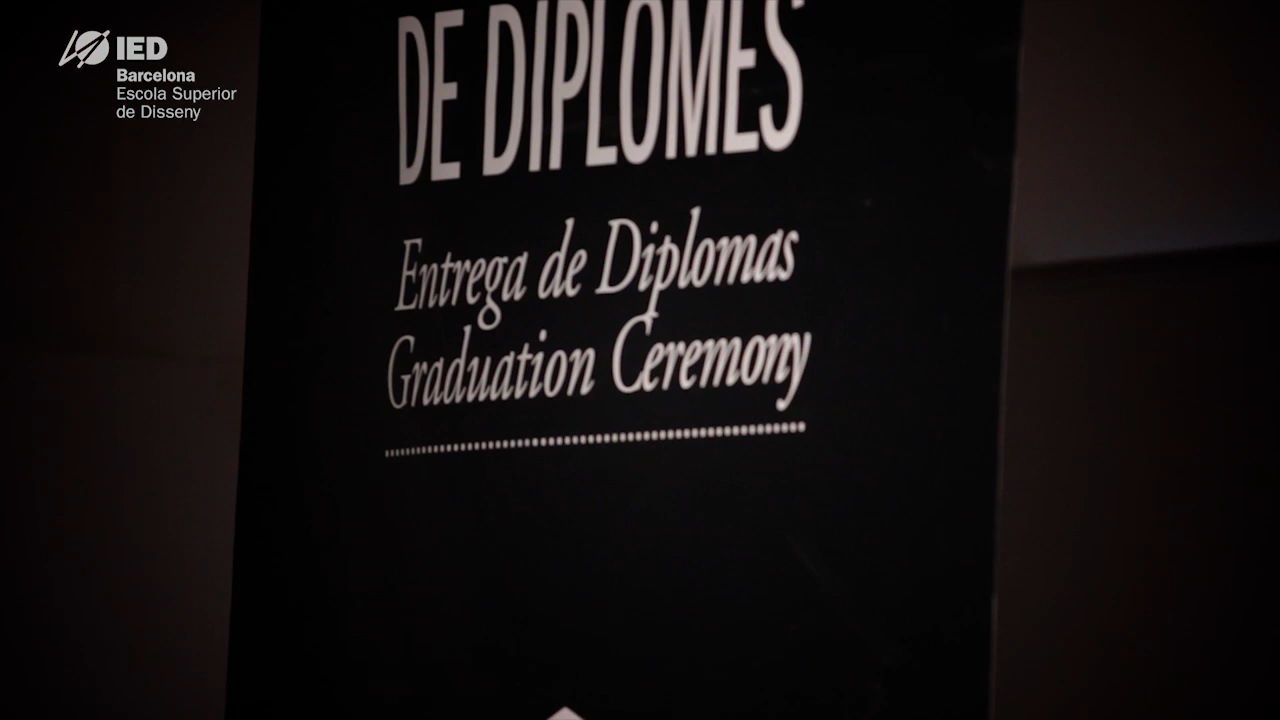 IED
Barcelona
Escola Superior
de Disseny
DE DIPLOMES
Entrega de Diplomas
Graduation Ceremony